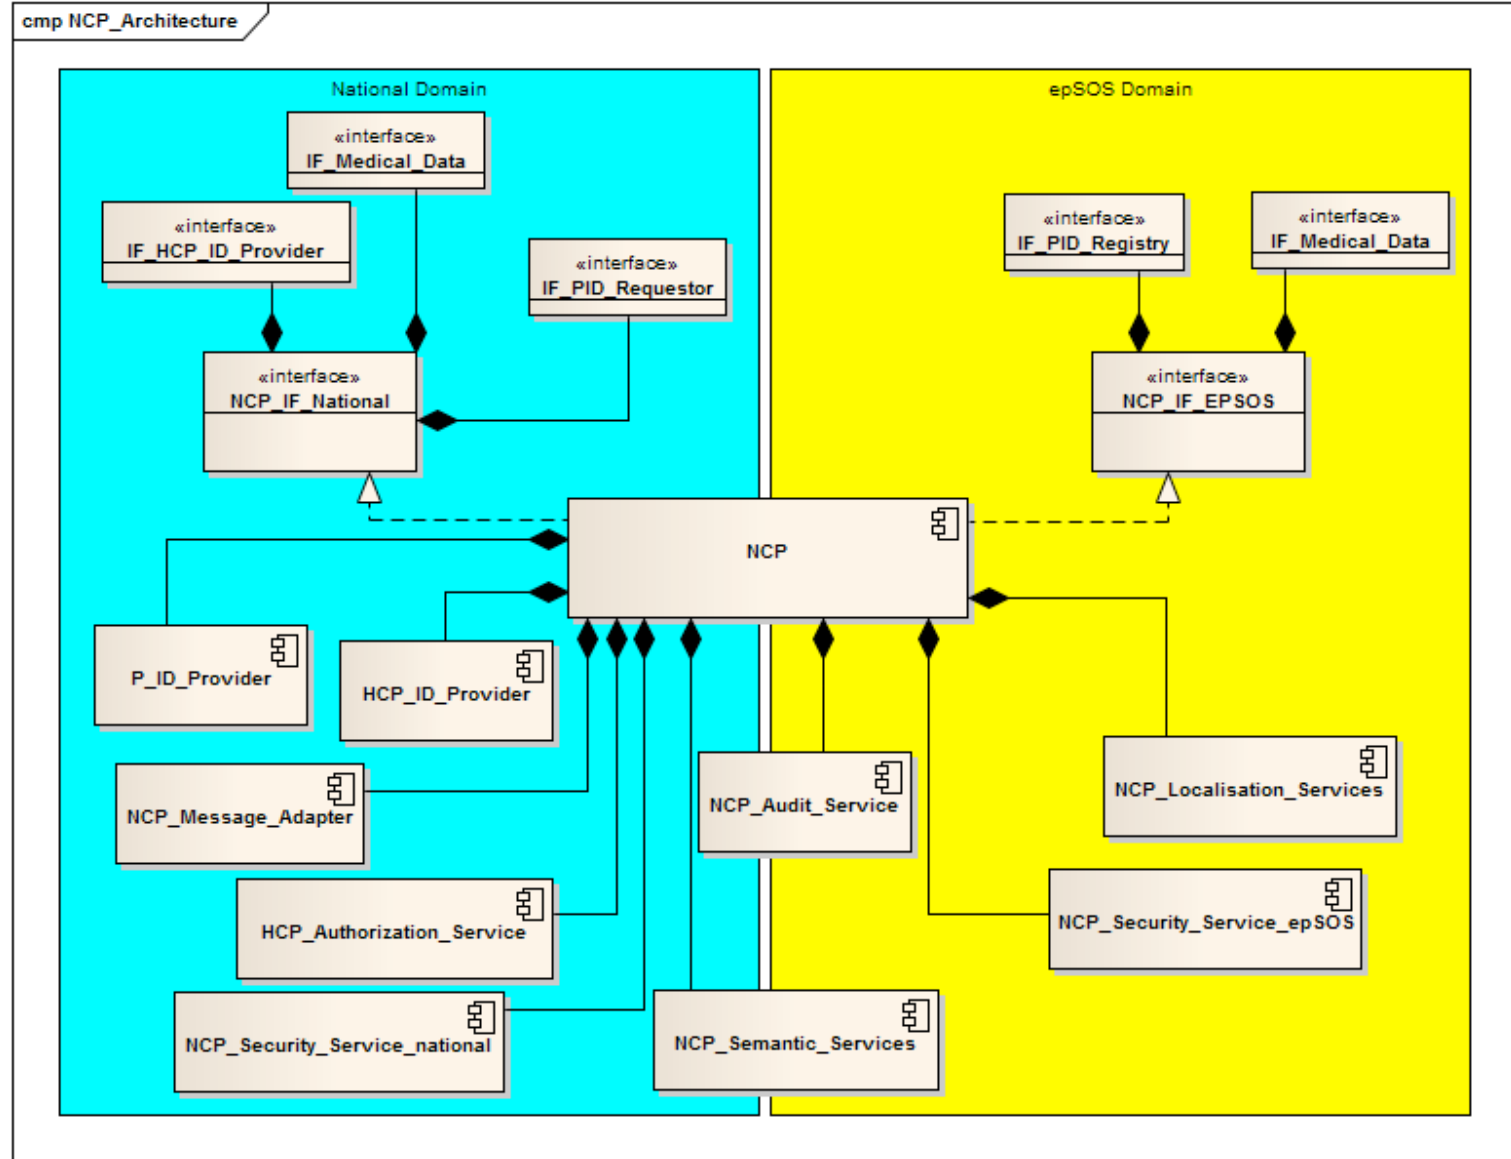 cmp NCP_Architecture
National Domain
«interface»
IF_Medical_Data
«interface»
IF_HCP_ID_Provider
«interface»
IF_PID_Requestor
«interface»
NCP_IF_National
epSOS Domain
«interface»
IF_PID_Registry
«interface»
IF_Medical_Data
«interface»
NCP_IF_EPSOS
NCP
P_ID_Provider
HCP_ID_Provider
NCP_Message_Adapter
HCP_Authorization_Service
NCP_Security_Service_national
NCP_Audit_Service
NCP_Semantic_Services
NCP_Localisation_Services
NCP_Security_Service_epSOS